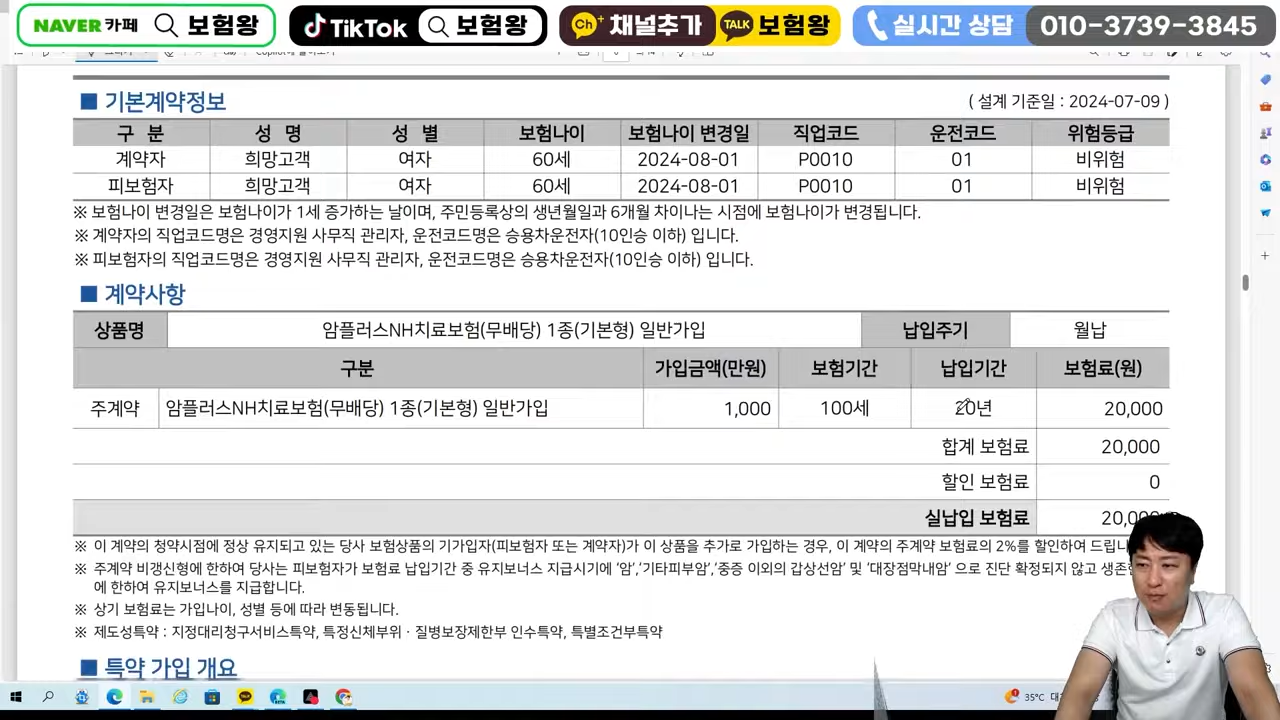 NAVER 카페 보험왕 TikTok 보험왕 Ch+ 채널추가 TALK 보험왕 실시간 상담 010-3739-3845
■ 기본계약정보 ( 설계 기준일 : 2024-07-09 )
구 분 성 명 성 별 보험나이 보험나이 변경일 직업코드 운전코드 위험등급
계약자 희망고객 여자 60세 2024-08-01 P0010 01 비위험
피보험자 희망고객 여자 60세 2024-08-01 P0010 01 비위험
※ 보험나이 변경일은 보험나이가 1세 증가하는 날이며, 주민등록상의 생년월일과 6개월 차이나는 시점에 보험나이가 변경됩니다.
※ 계약자의 직업코드명은 경영지원 사무직 관리자, 운전코드명은 승용차운전자(10인승 이하) 입니다.
※ 피보험자의 직업코드명은 경영지원 사무직 관리자, 운전코드명은 승용차운전자(10인승 이하) 입니다.
■ 계약사항
상품명 암플러스NH치료보험(무배당) 1종(기본형) 일반가입 납입주기 월납
구분 가입금액(만원) 보험기간 납입기간 보험료(원)
주계약 암플러스NH치료보험(무배당) 1종(기본형) 일반가입 1,000 100세 20년 20,000
합계 보험료 20,000
할인 보험료 0
실납입 보험료 20,000
※ 이 계약의 청약시점에 정상 유지되고 있는 당사 보험상품의 기가입자(피보험자 또는 계약자)가 이 상품을 추가로 가입하는 경우, 이 계약의 주계약 보험료의 2%를 할인하여 드립니
※ 주계약 비갱신형에 한하여 당사는 피보험자가 보험료 납입기간 중 유지보너스 지급시기에 '암','기타피부암','중증 이외의 갑상선암' 및 '대장점막내암' 으로 진단 확정되지 않고 생존
에 한하여 유지보너스를 지급합니다.
※ 상기 보험료는 가입나이, 성별 등에 따라 변동됩니다.
※ 제도성특약 : 지정대리청구서비스특약, 특정신체부위·질병보장제한부 인수특약, 특별조건부특약
■ 특약 가입 개요
35℃